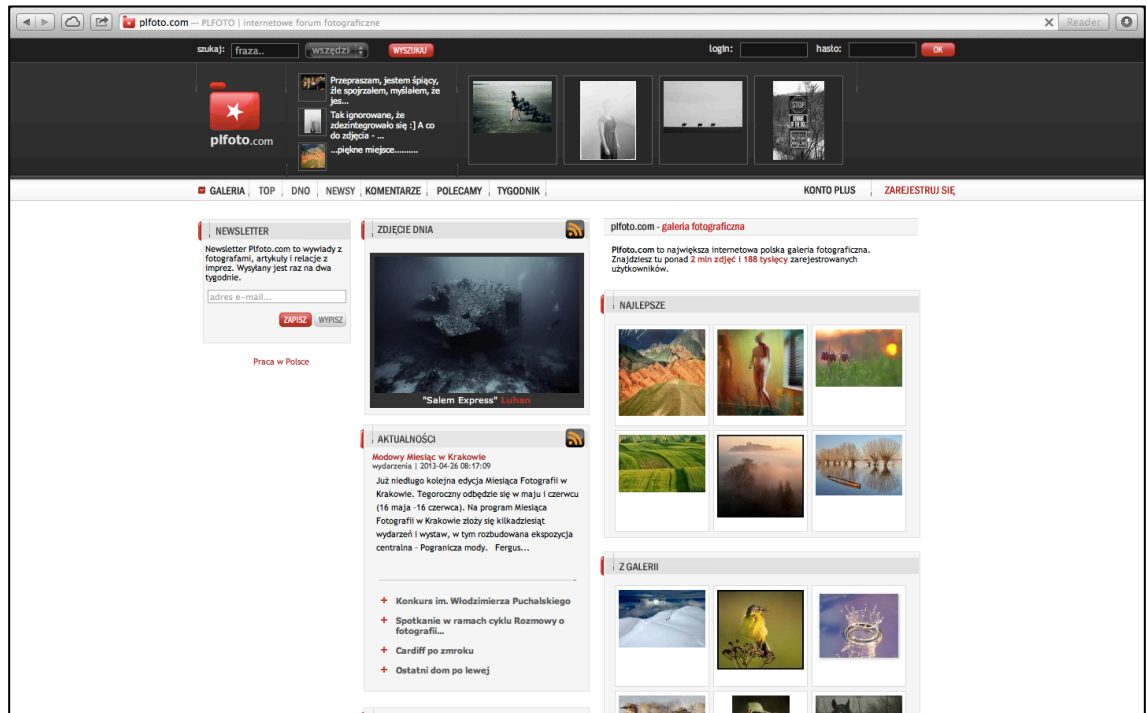 plfoto.com — PLFOTO | internetowe forum fotograficzne
Reader
szukaj:
fraza..
wszędzi
WYSZUKAJ
login:
hasło:
OK
plfoto.com
Przepraszam, jestem śpiący,
źle spojrzałem, myślałem, że
jes...
Tak ignorowane, że
zdezintegrowało się :] A co
do zdjęcia - ...
...piękne miejsce..........
STOP
GALERIA
TOP
DNO
NEWSY
KOMENTARZE
POLECAMY
TYGODNIK
KONTO PLUS
ZAREJESTRUJ SIĘ
NEWSLETTER
Newsletter Plfoto.com to wywiady z
fotografami, artykuły i relacje z
imprez. Wysyłany jest raz na dwa
tygodnie.
adres e-mail...
ZAPISZ
WYPISZ
Praca w Polsce
ZDJĘCIE DNIA
"Salem Express" Luhan
AKTUALNOŚCI
Modowy Miesiąc w Krakowie
wydarzenia | 2013-04-26 08:17:09
Już niedługo kolejna edycja Miesiąca Fotografii w
Krakowie. Tegoroczny odbędzie się w maju i czerwcu
(16 maja -16 czerwca). Na program Miesiąca
Fotografii w Krakowie złoży się kilkadziesiąt
wydarzeń i wystaw, w tym rozbudowana ekspozycja
centralna - Pogranicza mody. Fergus...
+ Konkurs im. Włodzimierza Puchalskiego
+ Spotkanie w ramach cyklu Rozmowy o
fotografii...
+ Cardiff po zmroku
+ Ostatni dom po lewej
plfoto.com - galeria fotograficzna
Plfoto.com to największa internetowa polska galeria fotograficzna.
Znajdziesz tu ponad 2 mln zdjęć i 188 tysięcy zarejestrowanych
użytkowników.
NAJLEPSZE
Z GALERII